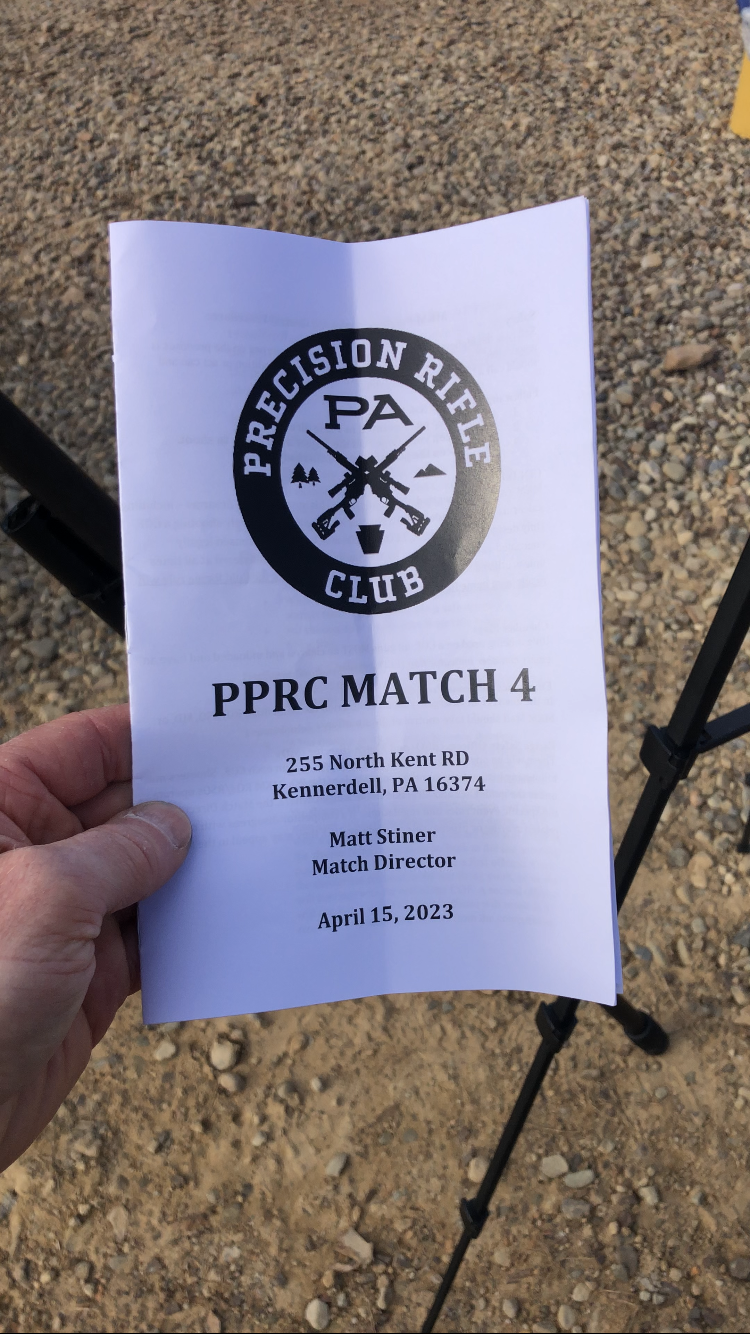 PRECISION RIFLE
PA
CLUB
PPRC MATCH 4
255 North Kent RD
Kennerdell, PA 16374
Matt Stiner
Match Director
April 15, 2023